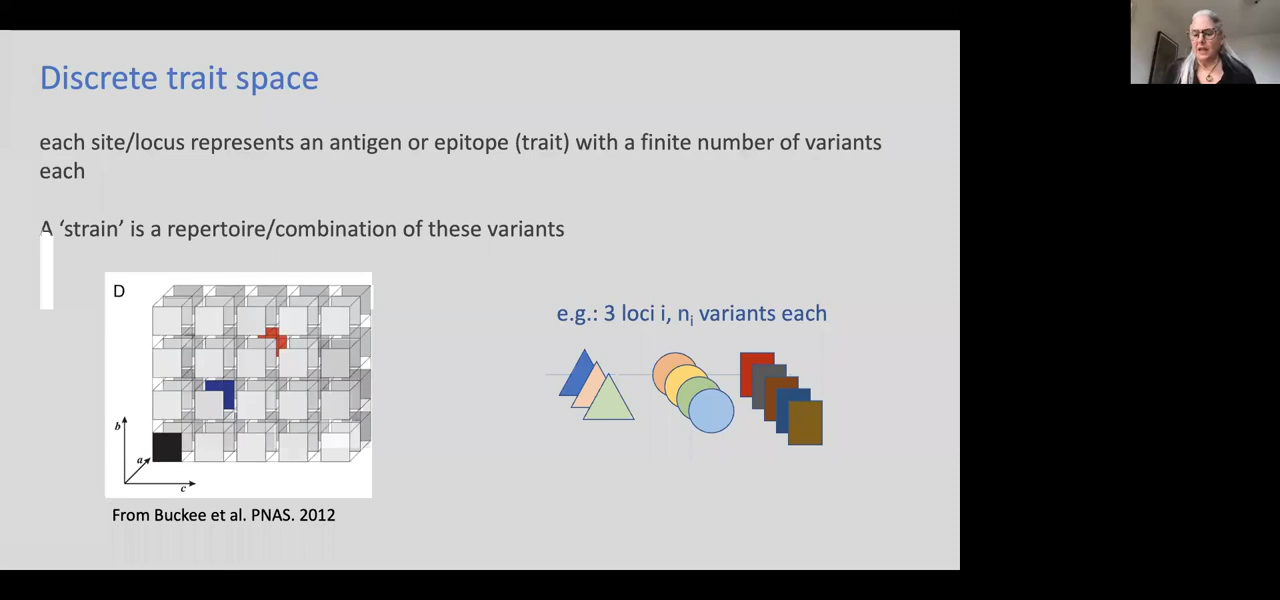 Discrete trait space
each site/locus represents an antigen or epitope (trait) with a finite number of variants
each
A ‘strain’ is a repertoire/combination of these variants
D
b
a
c
From Buckee et al. PNAS. 2012
e.g.: 3 loci i, nᵢ variants each